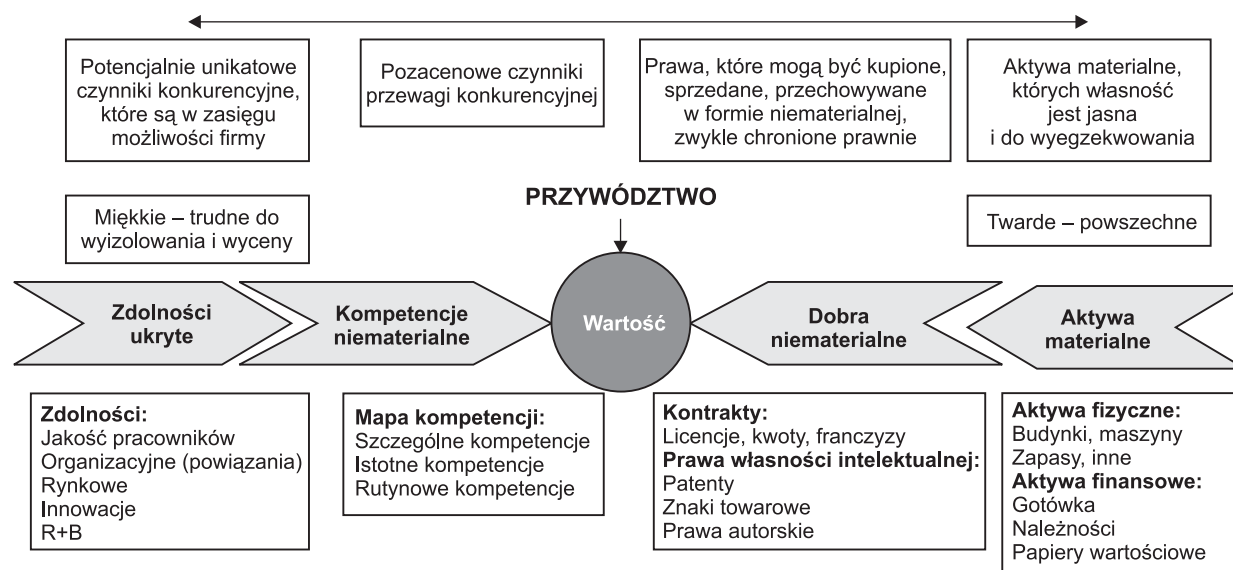 Potencjalnie unikatowe
czynniki konkurencyjne,
które są w zasięgu
możliwości firmy
Pozacenowe czynniki
przewagi konkurencyjnej
Prawa, które mogą być kupione,
sprzedane, przechowywane
w formie niematerialnej,
zwykle chronione prawnie
Aktywa materialne,
których własność
jest jasna
i do wyegzekwowania
Miękkie – trudne do
wyizolowania i wyceny
PRZYWÓDZTWO
Twarde – powszechne
Zdolności
ukryte
Kompetencje
niematerialne
Wartość
Dobra
niematerialne
Aktywa
materialne
Zdolności:
Jakość pracowników
Organizacyjne (powiązania)
Rynkowe
Innowacje
R+B
Mapa kompetencji:
Szczególne kompetencje
Istotne kompetencje
Rutynowe kompetencje
Kontrakty:
Licencje, kwoty, franczyzy
Prawa własności intelektualnej:
Patenty
Znaki towarowe
Prawa autorskie
Aktywa fizyczne:
Budynki, maszyny
Zapasy, inne
Aktywa finansowe:
Gotówka
Należności
Papiery wartościowe